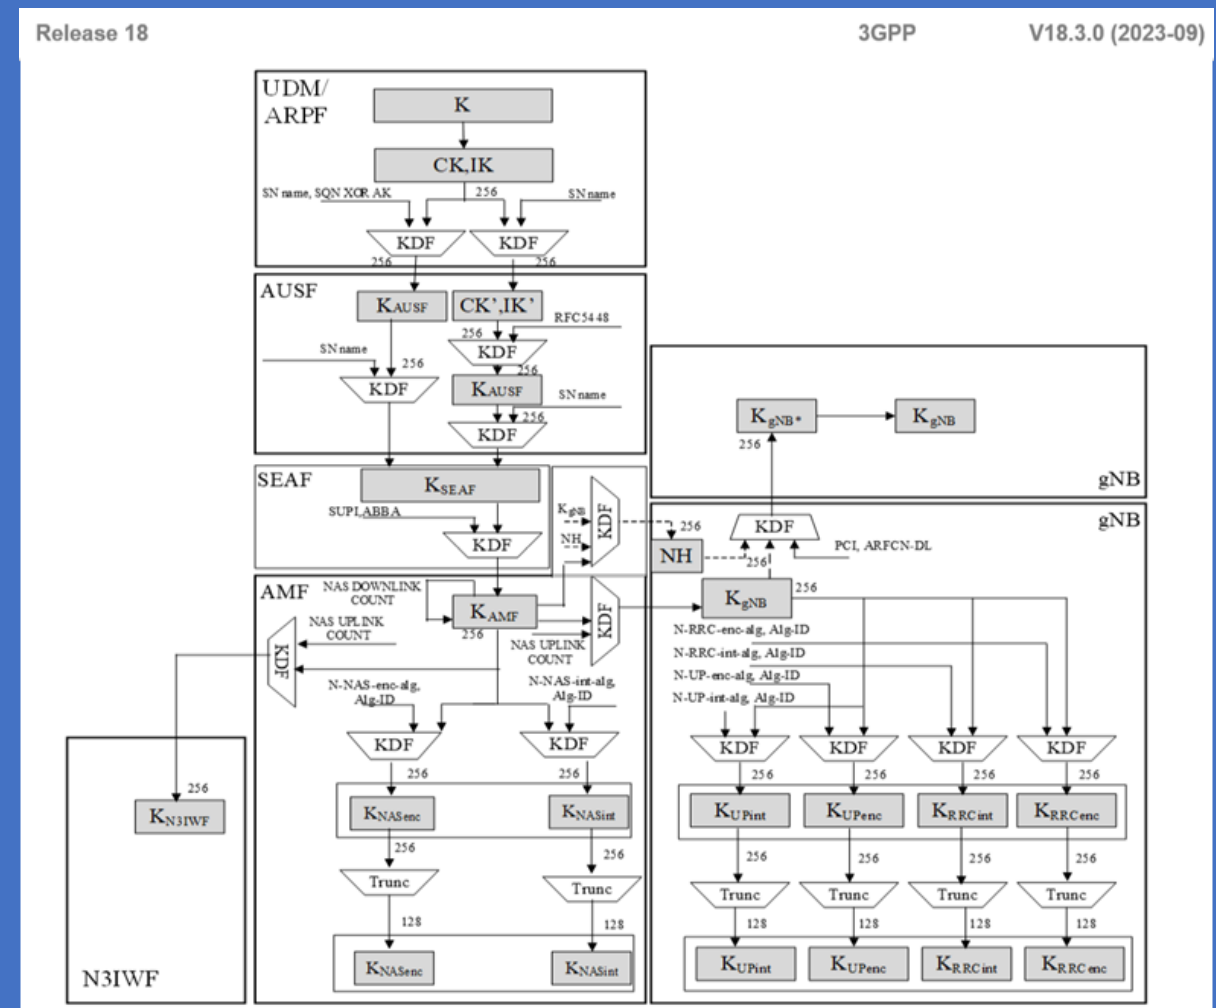 Release 18 3GPP V18.3.0 (2023-09)
UDM/
ARPF
K
CK,IK
SN name, SQN XOR AK
256
SN name
KDF
KDF
256
256
AUSF
KAUSF
CK',IK'
RFC5448
256
SN name
256
KDF
256
KDF
KAUSF
SN name
256
KDF
KgNB*
KgNB
256
gNB
SEAF
KSEAF
SUPI,ABBA
KDF
KgNB
NH
KDF
256
NH
KDF
gNB
PCI, ARFCN-DL
256
AMF
NAS DOWNLINK
COUNT
KAMF
256
KDF
KgNB
256
NAS UPLINK
COUNT
NAS UPLINK
COUNT
KDF
N-RRC-enc-alg, Alg-ID
N-RRC-int-alg, Alg-ID
N-UP-enc-alg, Alg-ID
N-UP-int-alg, Alg-ID
N-NAS-enc-alg,
Alg-ID
N-NAS-int-alg,
Alg-ID
KDF
KDF
KDF
KDF
KDF
KDF
256
256
256
256
256
256
256
KN3IWF
KNASenc
KNASint
KUPint
KUPenc
KRRCint
KRRCenc
256
256
256
256
256
256
Trunc
Trunc
Trunc
Trunc
Trunc
Trunc
128
128
128
128
128
128
KNASenc
KNASint
KUPint
KUPenc
KRRCint
KRRCenc
N3IWF